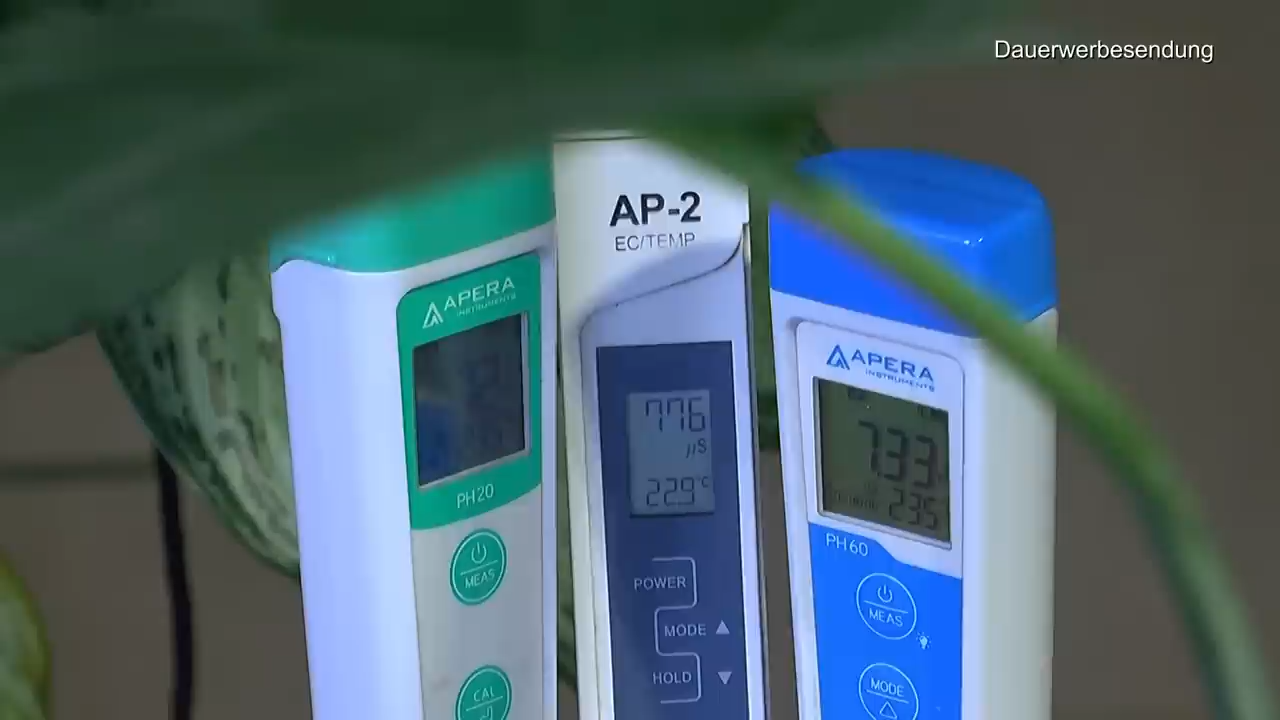 Dauerwerbesendung
APERA
INSTRUMENTS
PH20
MEAS
CAL
AP-2
EC/TEMP
776
µS
22.9°C
POWER
MODE ▲
HOLD ▼
APERA
INSTRUMENTS
7.33
23.5
PH60
MEAS
MODE